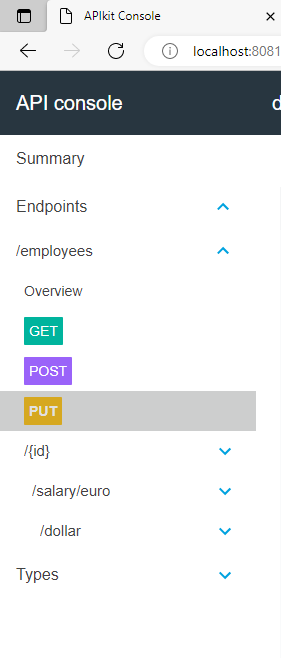 APIkit Console
localhost:8081
API console
Summary
Endpoints
/employees
Overview
GET
POST
PUT
/{id}
/salary/euro
/dollar
Types